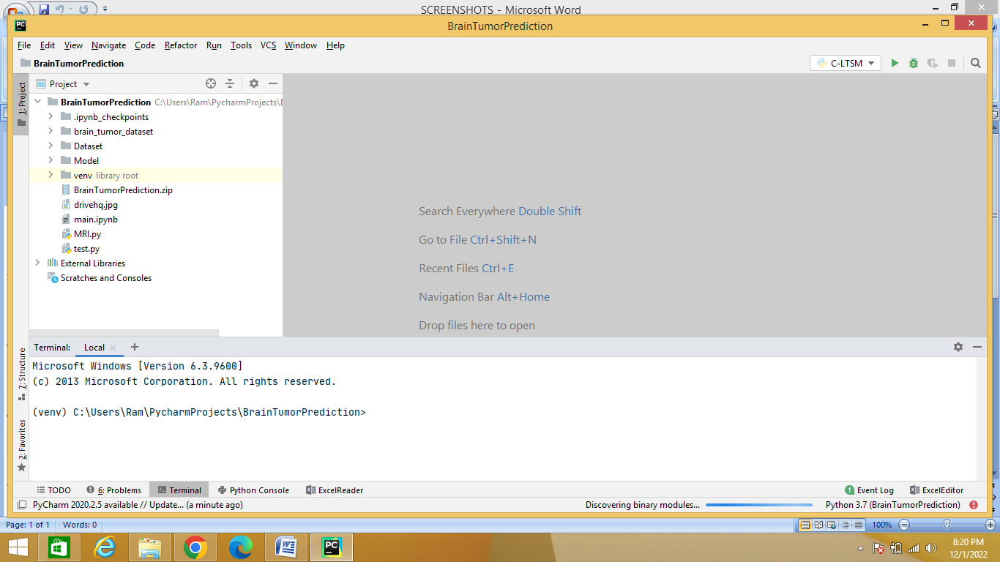 SCREENSHOTS - Microsoft Word
PC
BrainTumorPrediction
File Edit View Navigate Code Refactor Run Tools VCS Window Help
BrainTumorPrediction
C-LTSM
1: Project
Project
BrainTumorPrediction C:\Users\Ram\PycharmProjects\
.ipynb_checkpoints
brain_tumor_dataset
Dataset
Model
venv library root
BrainTumorPrediction.zip
drivehq.jpg
main.ipynb
MRI.py
test.py
External Libraries
Scratches and Consoles
Search Everywhere Double Shift
Go to File Ctrl+Shift+N
Recent Files Ctrl+E
Navigation Bar Alt+Home
Drop files here to open
7: Structure
2: Favorites
Terminal: Local
Microsoft Windows [Version 6.3.9600]
(c) 2013 Microsoft Corporation. All rights reserved.
(venv) C:\Users\Ram\PycharmProjects\BrainTumorPrediction>
TODO 6: Problems Terminal Python Console ExcelReader 1 Event Log ExcelEditor
PyCharm 2020.2.5 available // Update... (a minute ago) Discovering binary modules... Python 3.7 (BrainTumorPrediction)
Page: 1 of 1 Words: 0 100%
PC
8:20 PM
12/1/2022